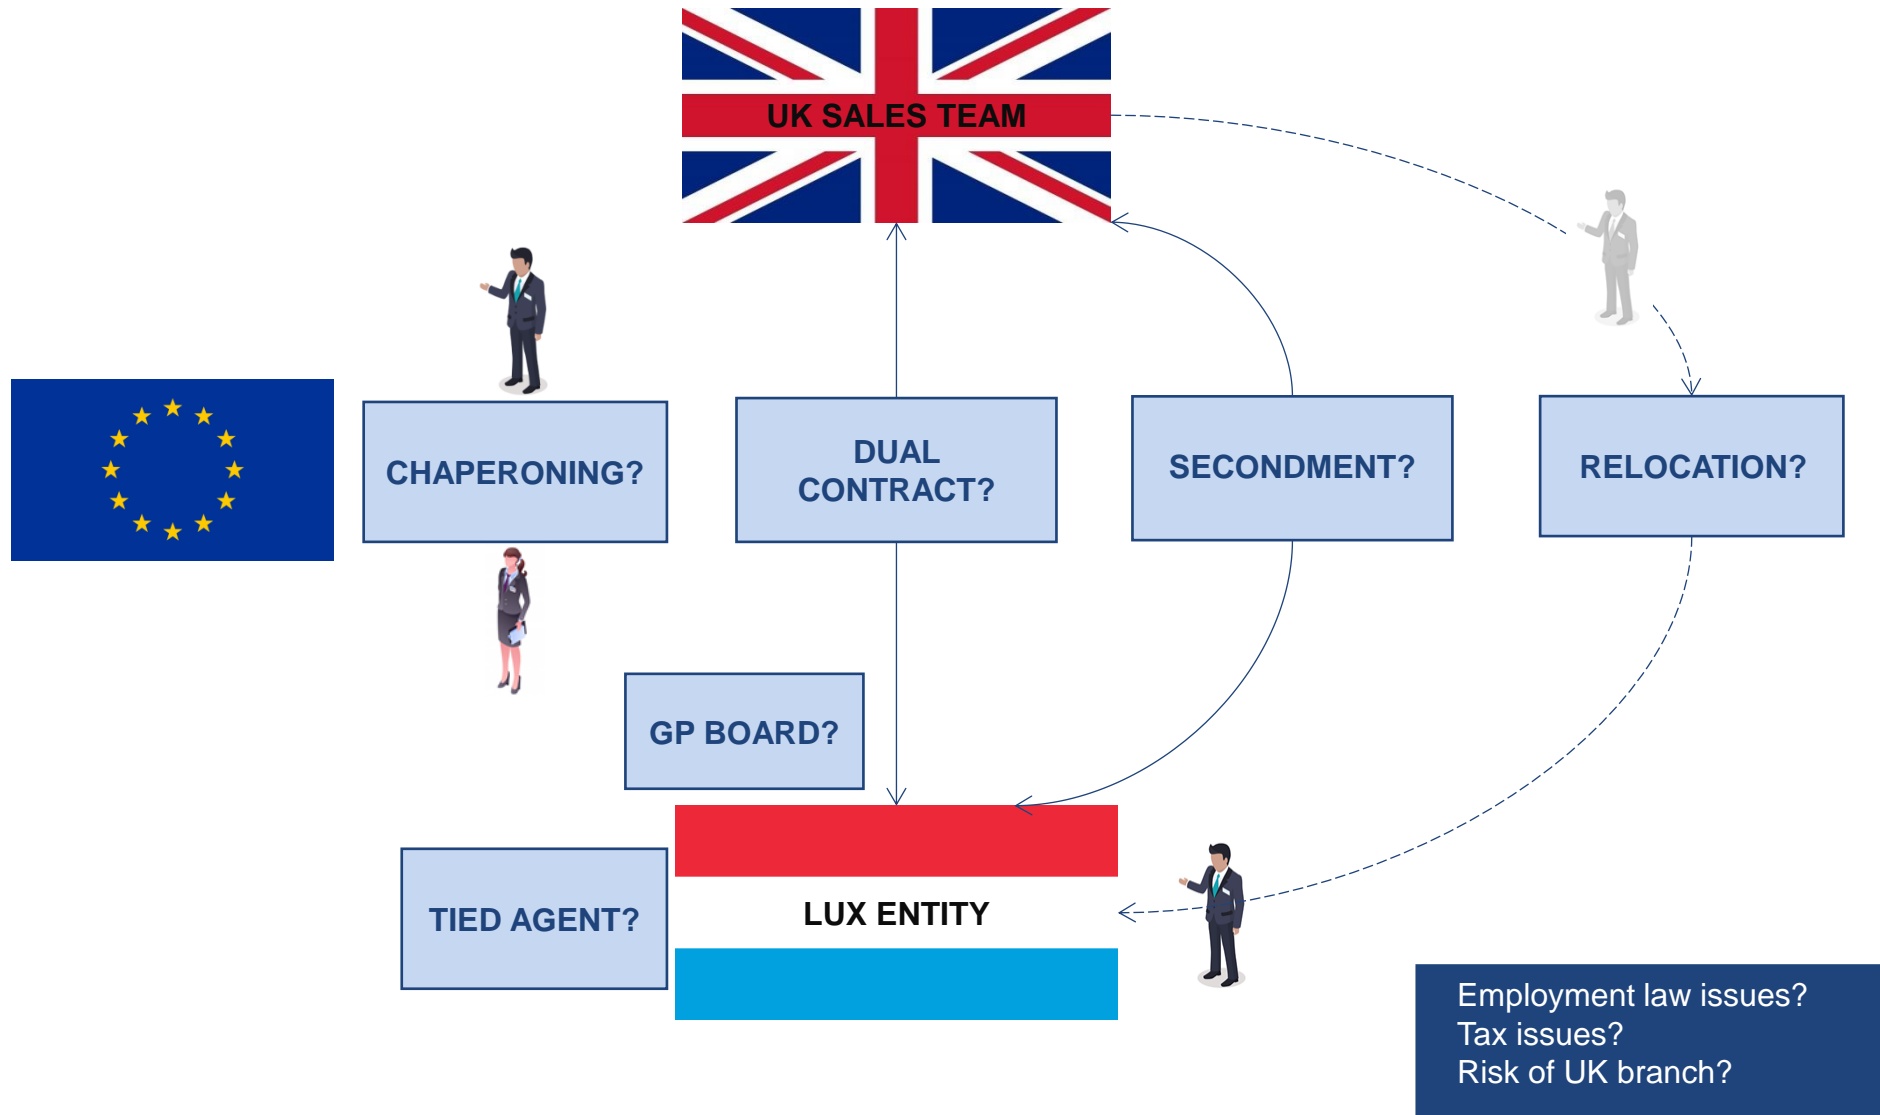 UK SALES TEAM
CHAPERONING?
DUAL
CONTRACT?
SECONDMENT?
RELOCATION?
GP BOARD?
TIED AGENT?
LUX ENTITY
Employment law issues?
Tax issues?
Risk of UK branch?